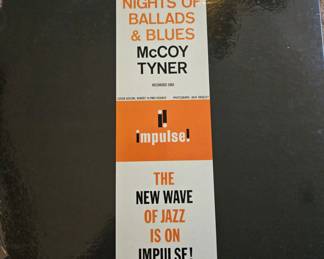 NIGHTS OF
BALLADS
& BLUES
McCOY
TYNER
impulse!
THE
NEW WAVE
OF JAZZ
IS ON
IMPULSE!